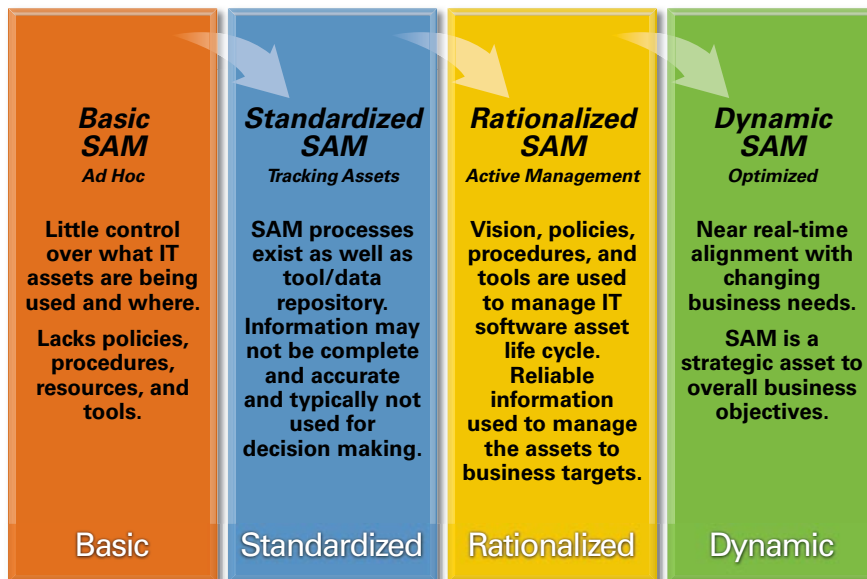 Basic
SAM
Ad Hoc
Little control
over what IT
assets are being
used and where.
Lacks policies,
procedures,
resources, and
tools.
Basic
Standardized
SAM
Tracking Assets
SAM processes
exist as well as
tool/data
repository.
Information may
not be complete
and accurate
and typically not
used for
decision making.
Standardized
Rationalized
SAM
Active Management
Vision, policies,
procedures, and
tools are used
to manage IT
software asset
life cycle.
Reliable
information
used to manage
the assets to
business targets.
Rationalized
Dynamic
SAM
Optimized
Near real-time
alignment with
changing
business needs.
SAM is a
strategic asset to
overall business
objectives.
Dynamic